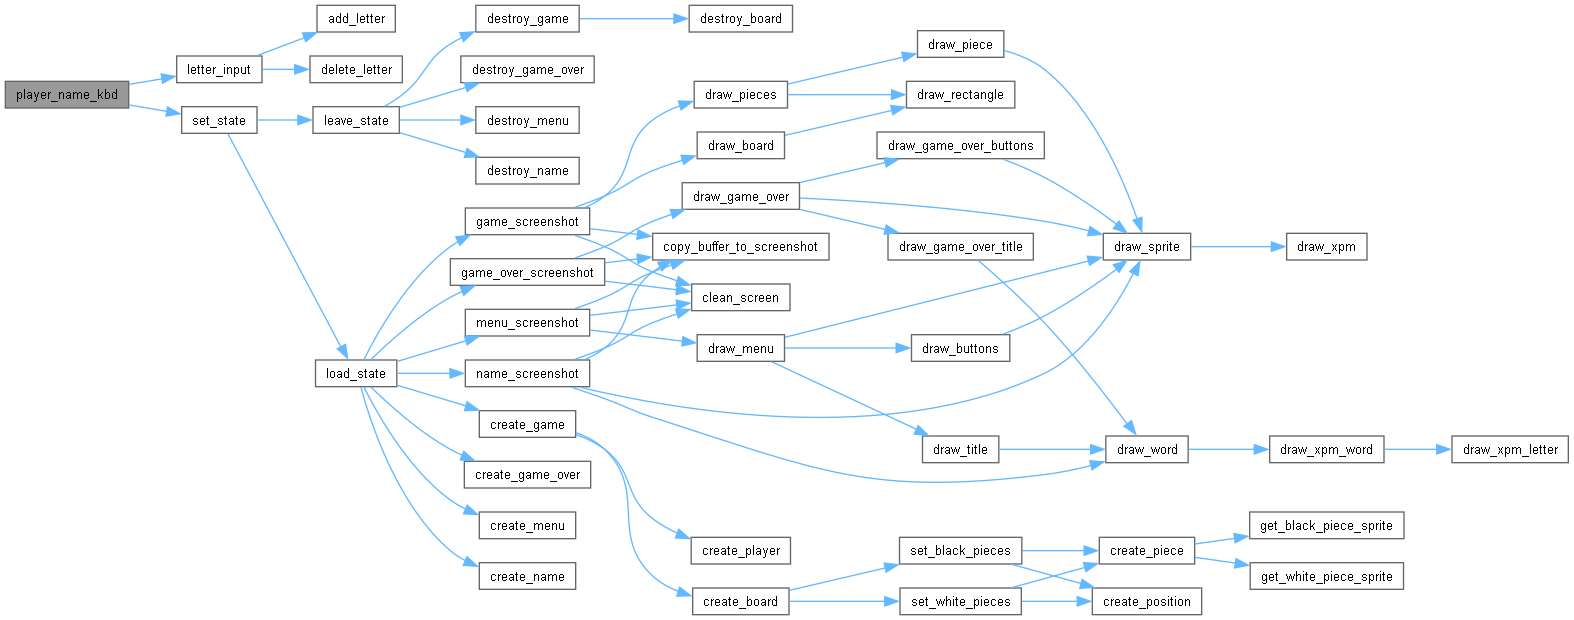 player_name_kbd
letter_input
set_state
add_letter
delete_letter
leave_state
load_state
destroy_game
destroy_game_over
destroy_menu
destroy_name
game_screenshot
game_over_screenshot
menu_screenshot
name_screenshot
create_game
create_game_over
create_menu
create_name
destroy_board
draw_pieces
draw_board
draw_game_over
copy_buffer_to_screenshot
clean_screen
draw_menu
create_player
create_board
draw_piece
draw_rectangle
draw_game_over_buttons
draw_game_over_title
draw_buttons
draw_title
set_black_pieces
set_white_pieces
draw_sprite
draw_word
create_piece
create_position
draw_xpm
draw_xpm_word
get_black_piece_sprite
get_white_piece_sprite
draw_xpm_letter